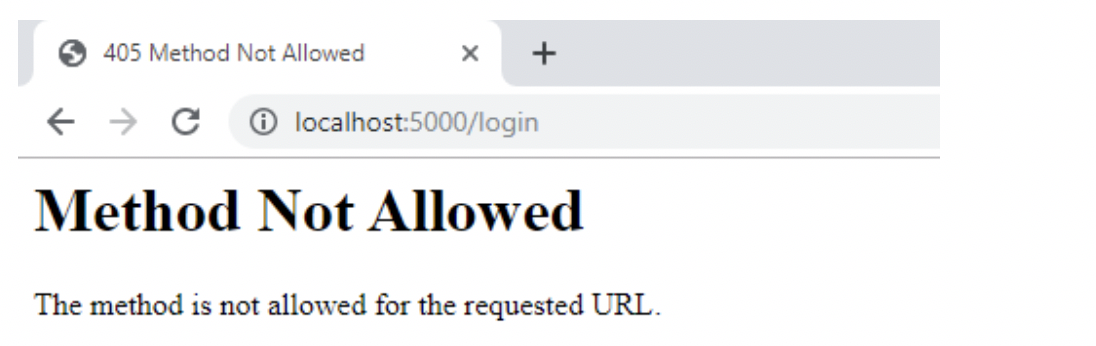 405 Method Not Allowed
localhost:5000/login
Method Not Allowed
The method is not allowed for the requested URL.